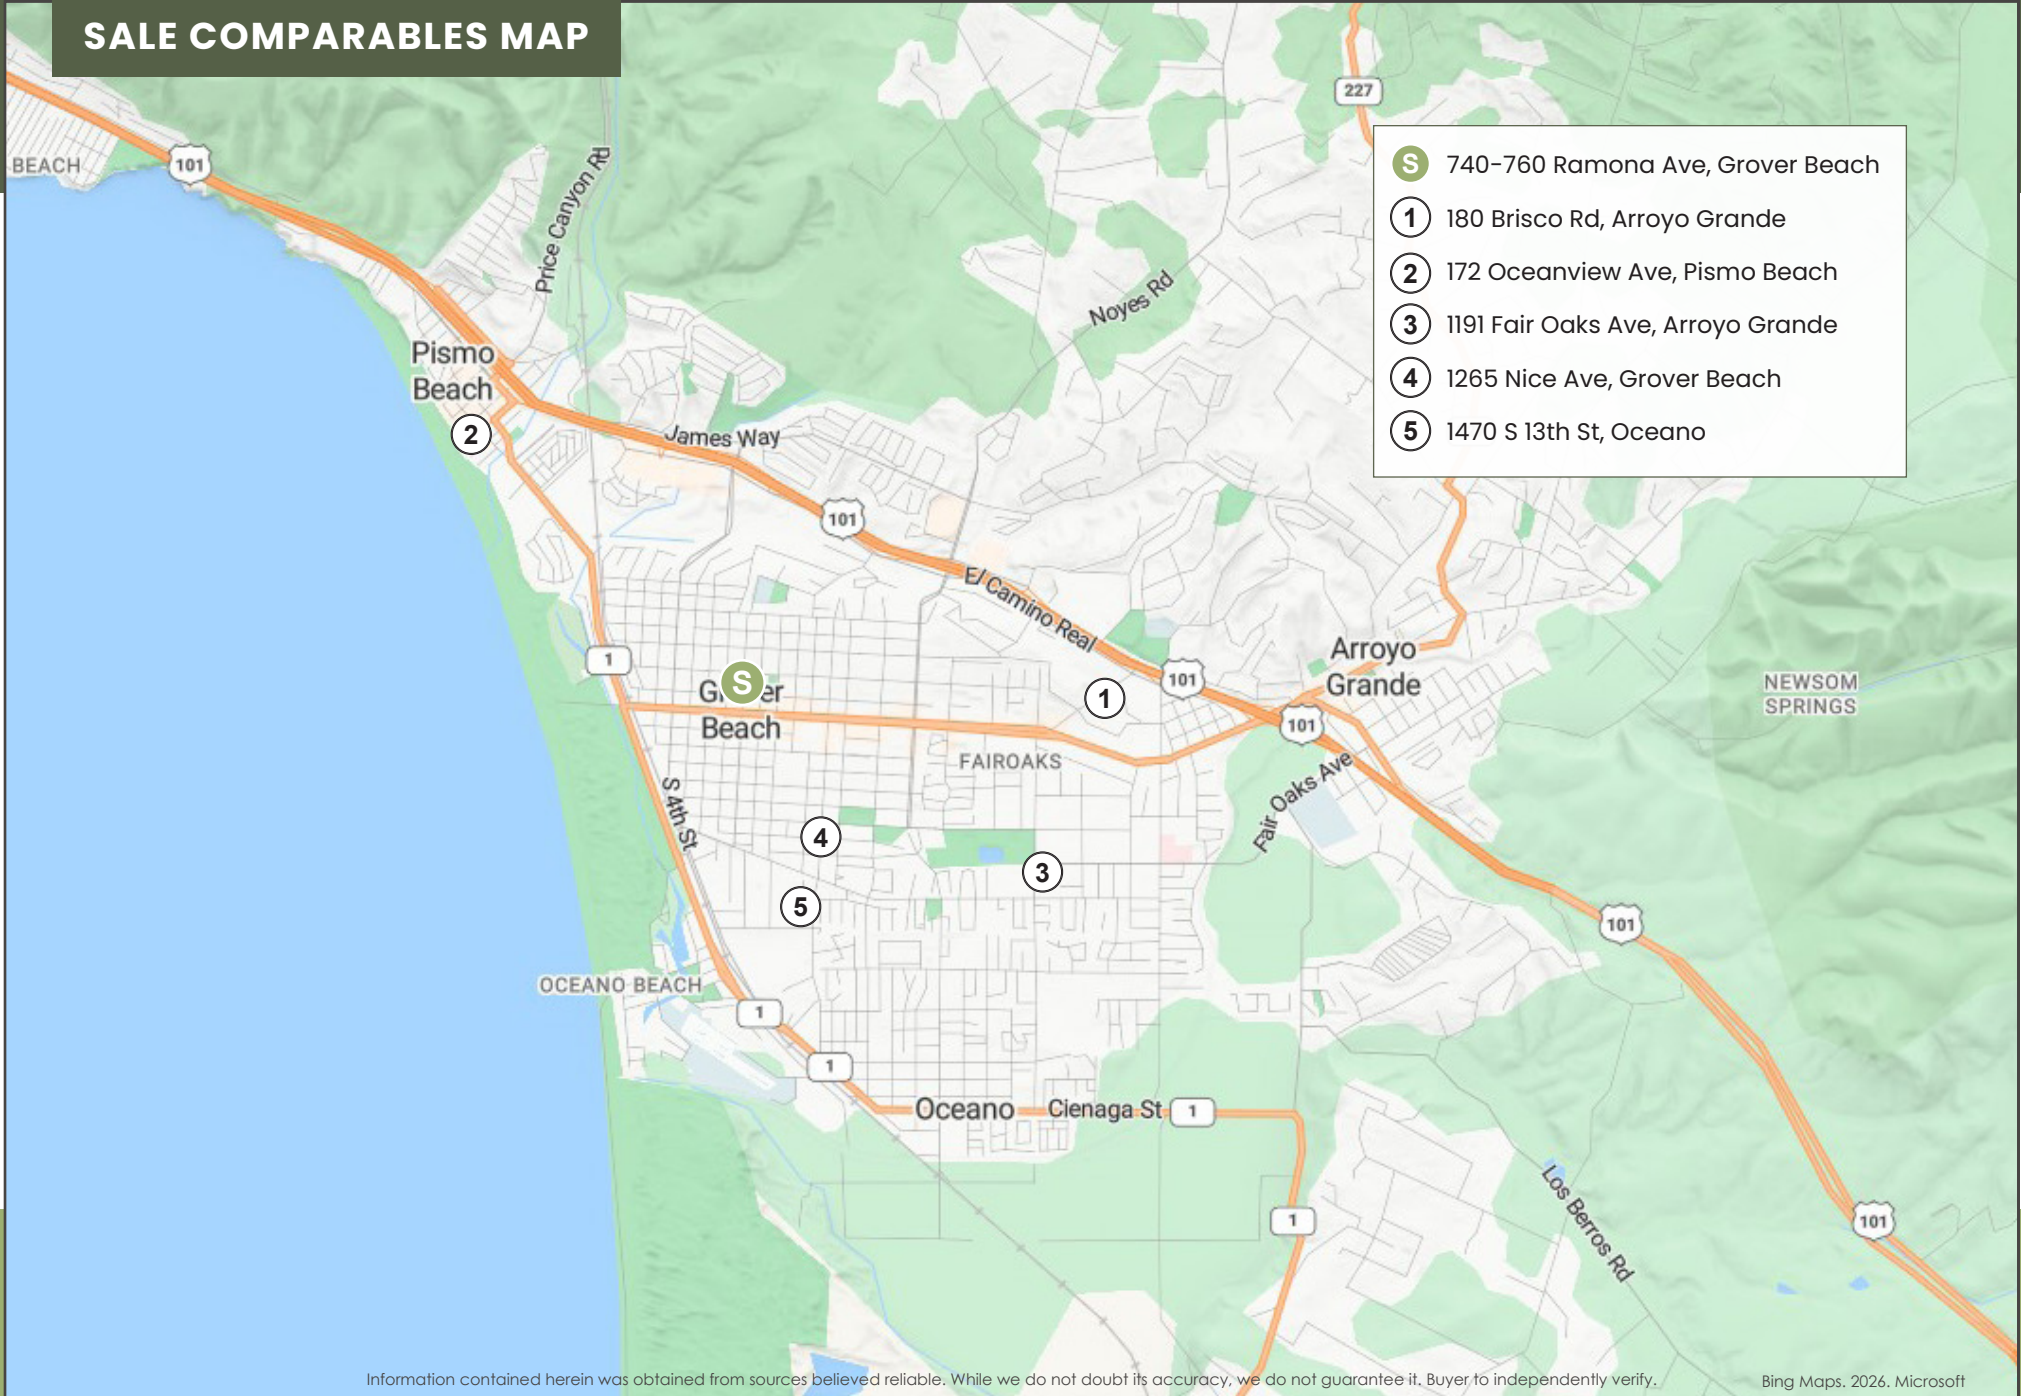 SALE COMPARABLES MAP
227
S 740-760 Ramona Ave, Grover Beach
1 180 Brisco Rd, Arroyo Grande
2 172 Oceanview Ave, Pismo Beach
3 1191 Fair Oaks Ave, Arroyo Grande
4 1265 Nice Ave, Grover Beach
5 1470 S 13th St, Oceano
BEACH
101
Price Canyon Rd
Noyes Rd
Pismo
Beach
2
James Way
101
El Camino Real
1
S
Grover
Beach
1
101
Arroyo
Grande
101
NEWSOM
SPRINGS
FAIROAKS
S 4th St
Fair Oaks Ave
4
3
5
101
OCEANO BEACH
1
1
Oceano
Cienaga St
1
1
Los Berros Rd
101
Information contained herein was obtained from sources believed reliable. While we do not doubt its accuracy, we do not guarantee it. Buyer to independently verify.
Bing Maps. 2026. Microsoft